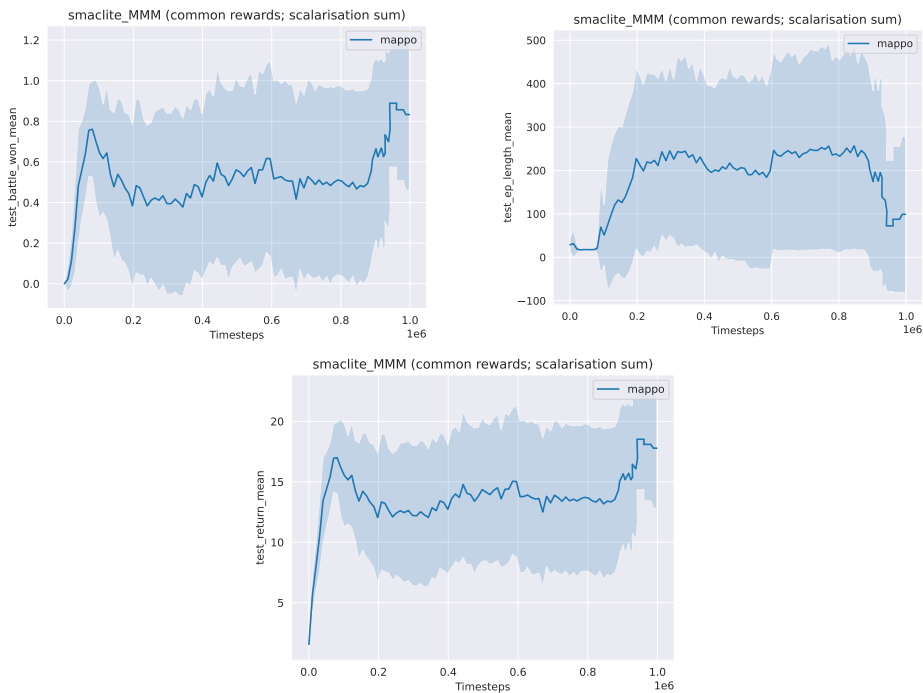 smaclite_MMM (common rewards; scalarisation sum)
mappo
test_battle_won_mean
1.2
1.0
0.8
0.6
0.4
0.2
0.0
0.0 0.2 0.4 0.6 0.8 1.0
Timesteps
1e6
smaclite_MMM (common rewards; scalarisation sum)
mappo
test_ep_length_mean
500
400
300
200
100
0
−100
0.0 0.2 0.4 0.6 0.8 1.0
Timesteps
1e6
smaclite_MMM (common rewards; scalarisation sum)
mappo
test_return_mean
20
15
10
5
0.0 0.2 0.4 0.6 0.8 1.0
Timesteps
1e6